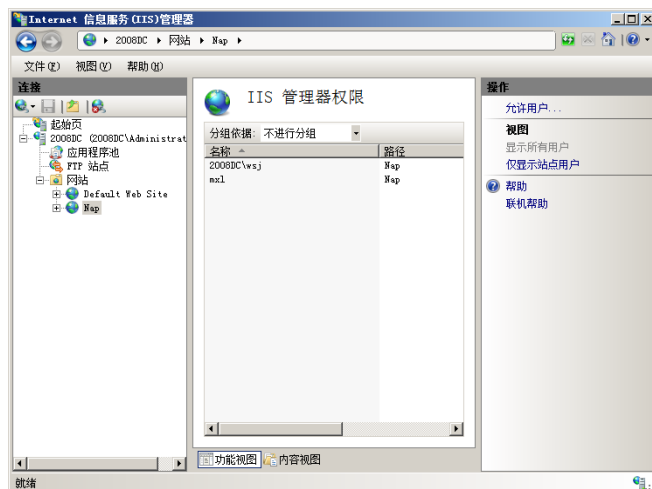 Internet 信息服务(IIS)管理器
2008DC 网站 Nap
文件(F) 视图(V) 帮助(H)
连接
起始页
2008DC (2008DC\Administrat
应用程序池
FTP 站点
网站
Default Web Site
Nap
IIS 管理器权限
分组依据: 不进行分组
名称 路径
2008DC\wsj Nap
mxl Nap
功能视图 内容视图
操作
允许用户...
视图
显示所有用户
仅显示站点用户
帮助
联机帮助
就绪